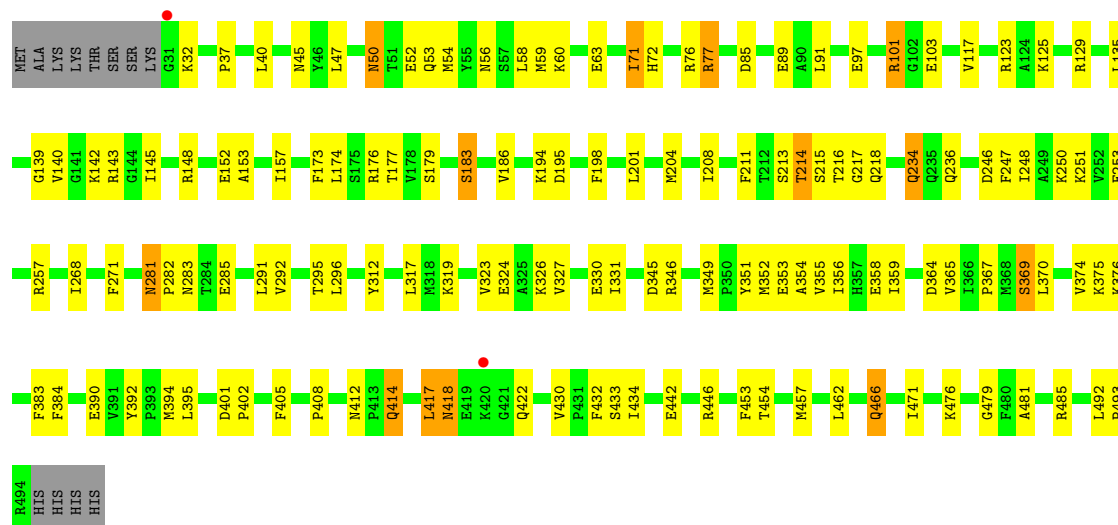 MET ALA LYS LYS THR SER SER LYS G31 K32 P37 L40 N45 Y46 L47 N50 T51 E52 Q53 M54 Y55 N56 S57 L58 M59 K60 E63 I71 H72 R76 R77 D85 E89 A90 L91 E97 R101 G102 E103 V117 R123 A124 K125 R129
G139 V140 G141 K142 R143 G144 I145 R148 E152 A153 I157 F173 L174 S175 R176 T177 V178 S179 S183 V186 K194 D195 F198 L201 M204 I208 F211 T212 S213 T214 S215 T216 G217 Q218 Q234 Q235 Q236 D246 F247 I248 A249 K250 K251 V252
R257 I268 F271 N281 P282 N283 T284 E285 L291 V292 T295 L296 Y312 L317 M318 K319 V323 E324 A325 K326 V327 E330 I331 D345 R346 M349 P350 Y351 M352 E353 A354 V355 I356 H357 E358 I359 D364 V365 I366 P367 M368 S369 L370 V374 K375
F383 F384 E390 V391 Y392 P393 M394 L395 D401 P402 F405 P408 N412 P413 Q414 L417 N418 E419 K420 G421 Q422 V430 P431 F432 S433 I434 E442 R446 F453 T454 M457 L462 Q466 I471 K476 G479 F480 A481 R485 L492
R494 HIS HIS HIS HIS